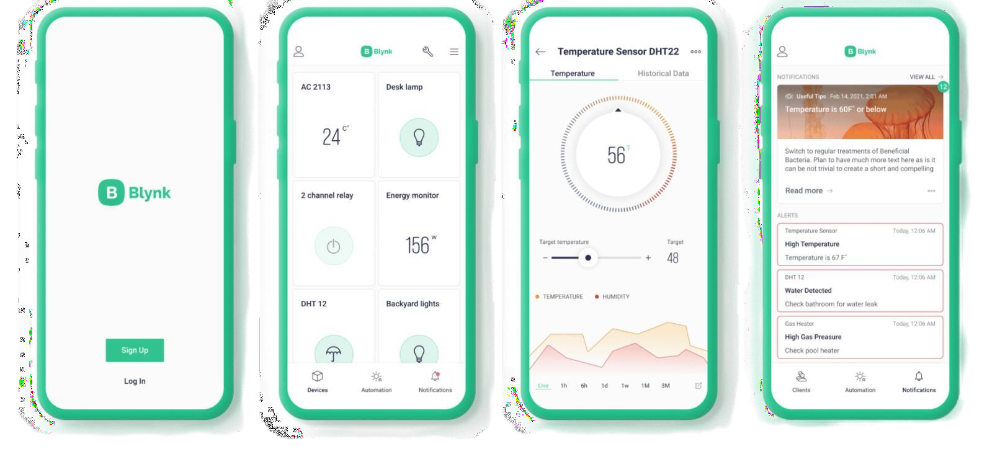 B Blynk
Sign Up
Log In
B Blynk
AC 2113
24 C°
Desk lamp
2 channel relay
Energy monitor
156 W
DHT 12
Backyard lights
Devices
Automation
Notifications
Temperature Sensor DHT22
Temperature
Historical Data
56 °F
Target temperature
Target
− +
48
TEMPERATURE
HUMIDITY
Live 1h 6h 1d 1w 1M 3M
B Blynk
NOTIFICATIONS
VIEW ALL →
12
Useful Tips Feb 14, 2021, 2:01 AM
Temperature is 60F° or below
Switch to regular treatments of Beneficial
Bacteria. Plan to have much more text here as is it
can be not trivial to create a short and compelling
Read more →
ALERTS
Temperature Sensor Today, 12:06 AM
High Temperature
Temperature is 67 F°
DHT 12 Today, 12:06 AM
Water Detected
Check bathroom for water leak
Gas Heater Today, 12:06 AM
High Gas Preasure
Check pool heater
Clients
Automation
Notifications